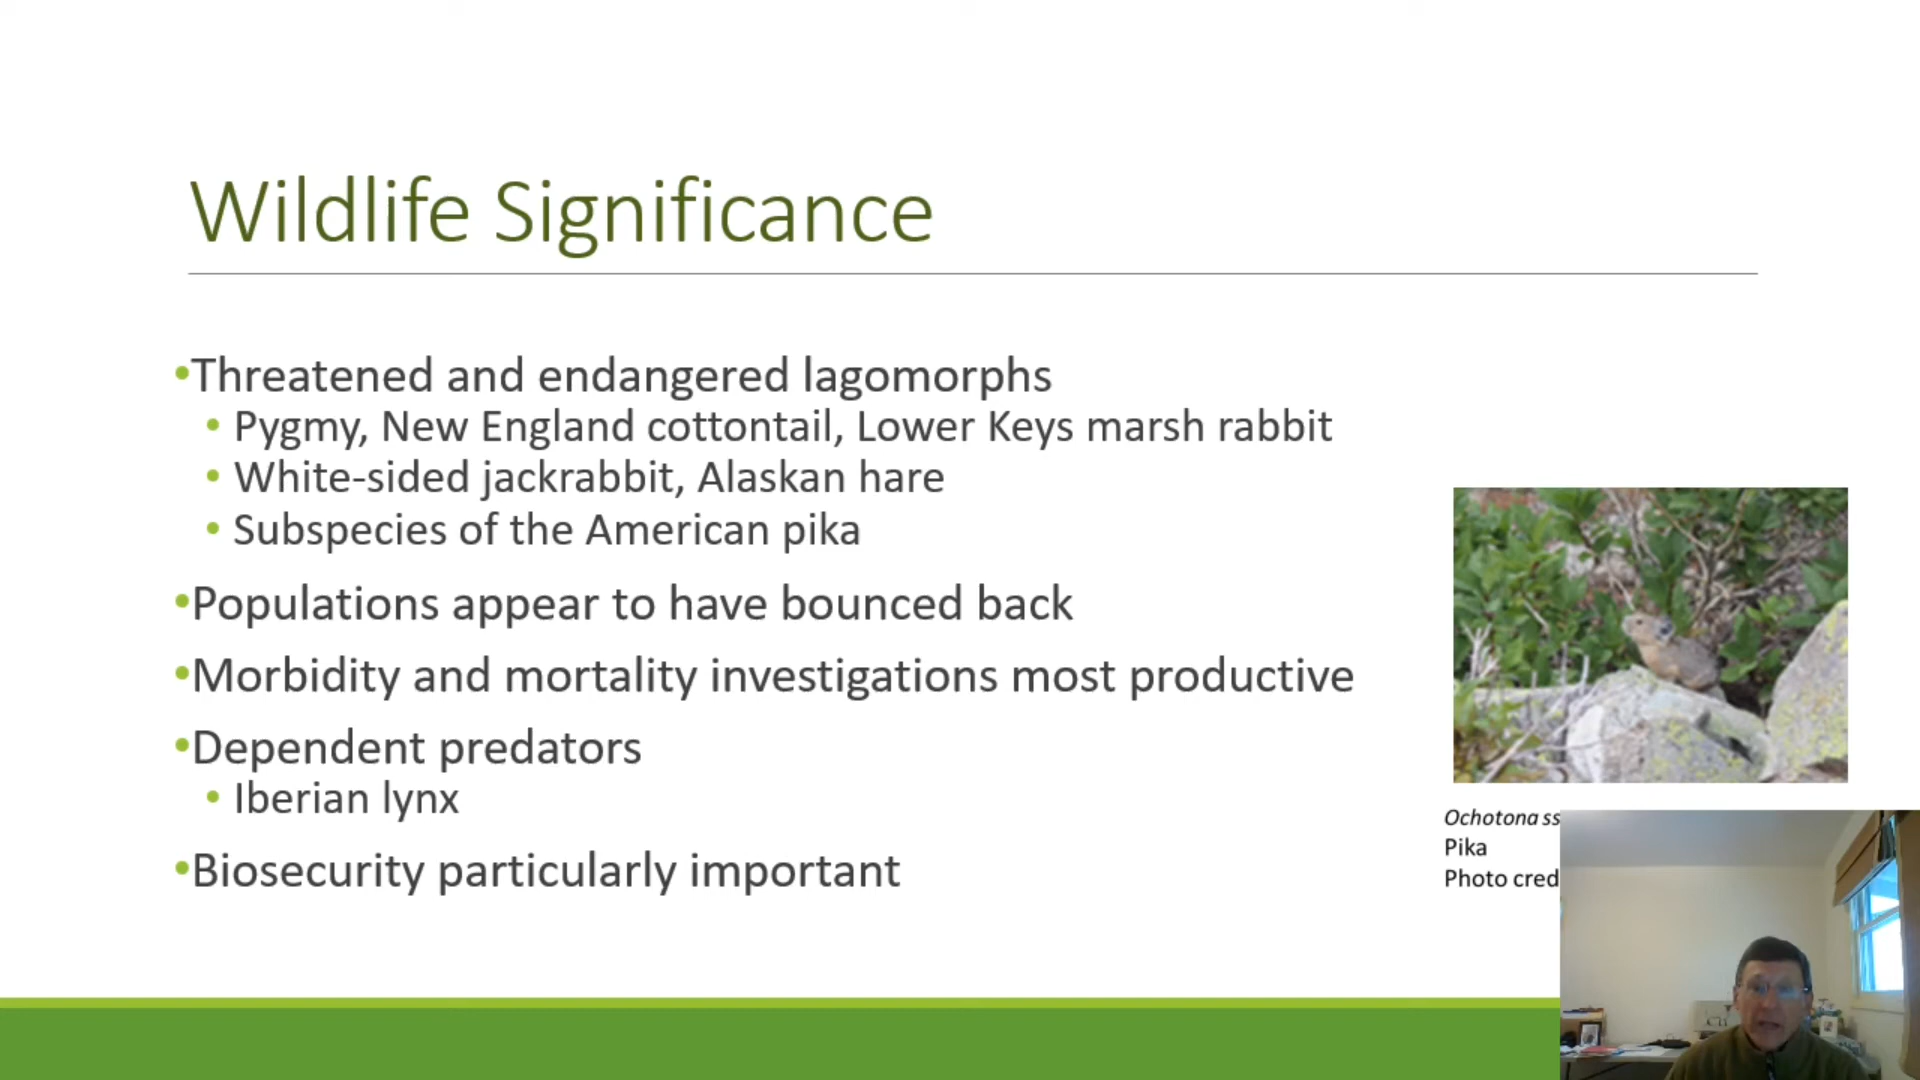 Wildlife Significance
•Threatened and endangered lagomorphs
• Pygmy, New England cottontail, Lower Keys marsh rabbit
• White-sided jackrabbit, Alaskan hare
• Subspecies of the American pika
•Populations appear to have bounced back
•Morbidity and mortality investigations most productive
•Dependent predators
• Iberian lynx
•Biosecurity particularly important
Ochotona ss
Pika
Photo cred